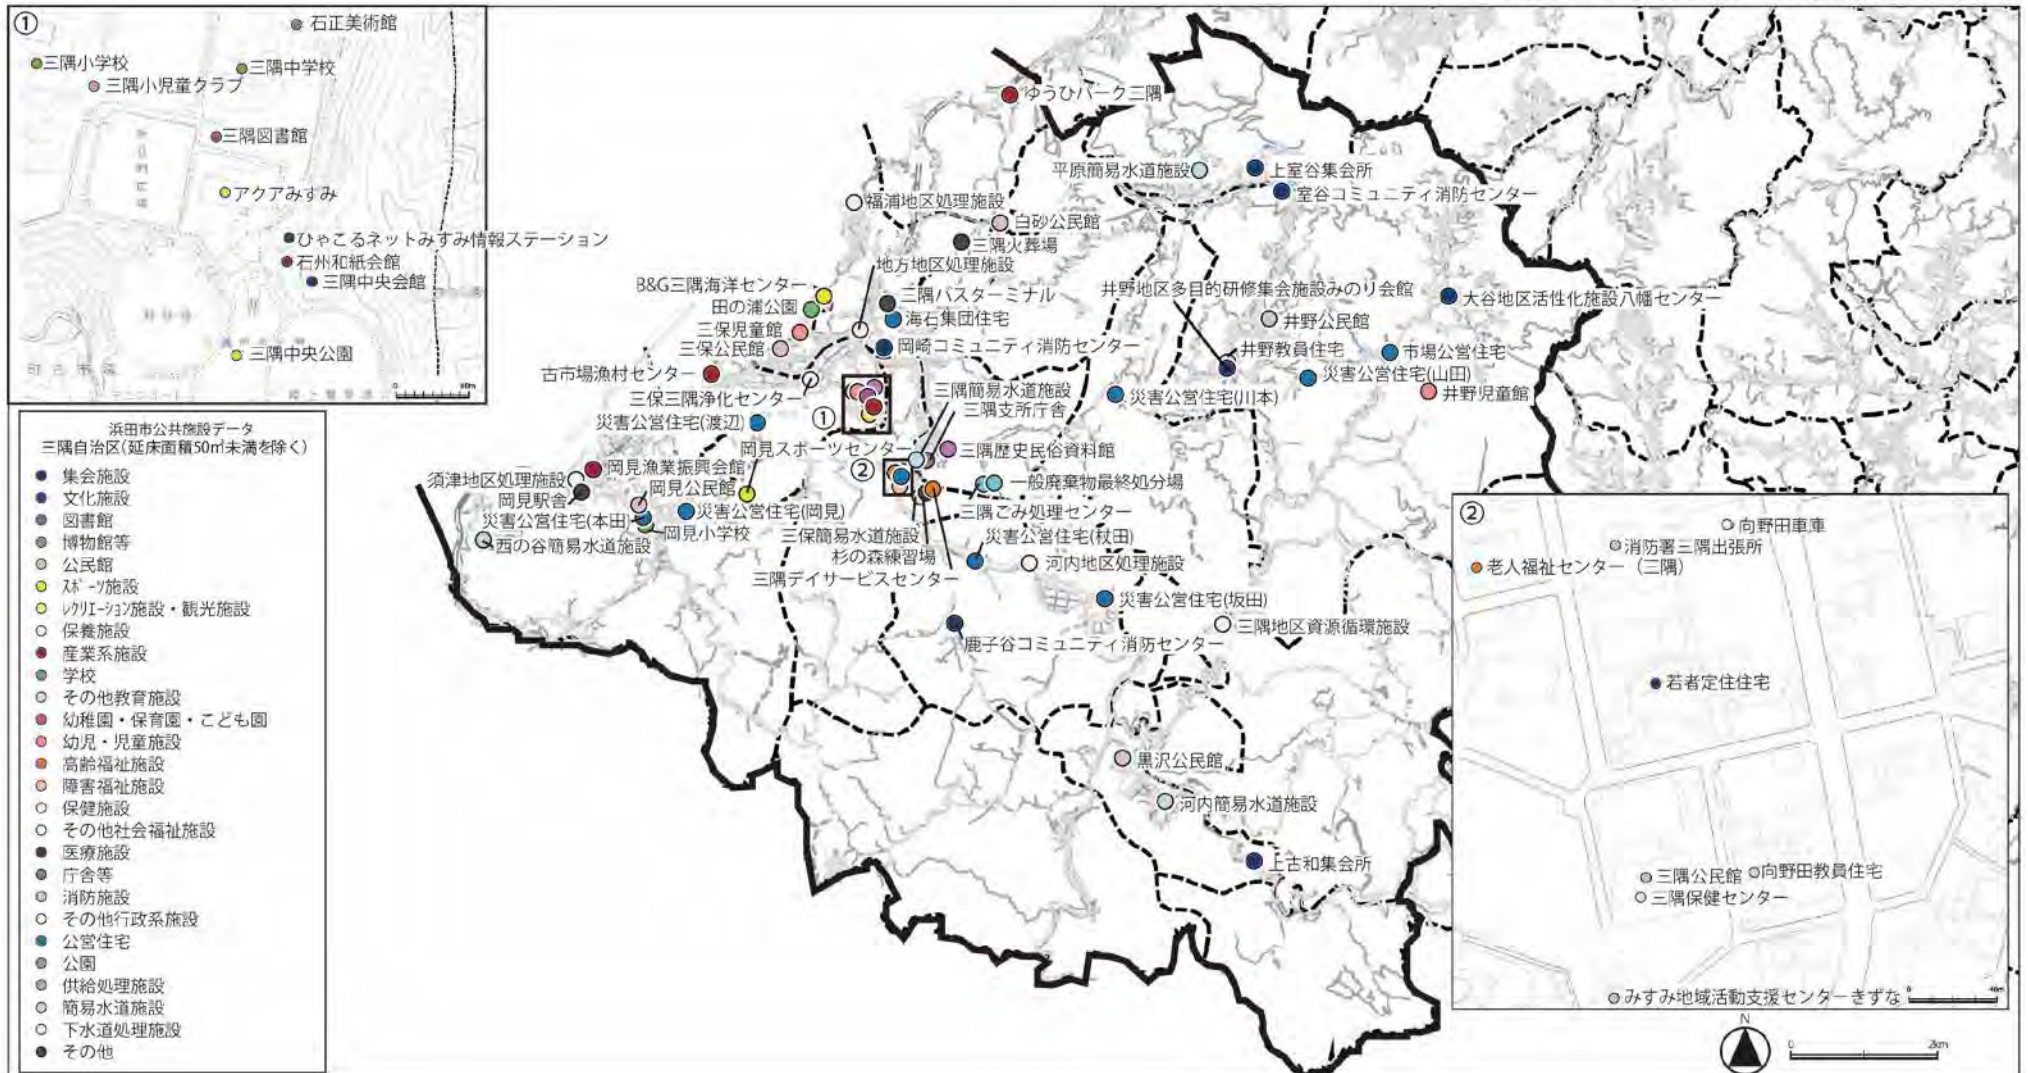 ①
石正美術館
三隅小学校
三隅中学校
三隅小児童クラブ
三隅図書館
アクアみすみ
ひゃこるネットみすみ情報ステーション
石州和紙会館
三隅中央会館
三隅中央公園
浜田市公共施設データ
三隅自治区(延床面積50㎡未満を除く)
集会施設
文化施設
図書館
博物館等
公民館
スポーツ施設
レクリエーション施設・観光施設
保養施設
産業系施設
学校
その他教育施設
幼稚園・保育園・こども園
幼児・児童施設
高齢福祉施設
障害福祉施設
保健施設
その他社会福祉施設
医療施設
庁舎等
消防施設
その他行政系施設
公営住宅
公園
供給処理施設
簡易水道施設
下水道処理施設
その他
ゆうひパーク三隅
平原簡易水道施設
上室谷集会所
室谷コミュニティ消防センター
福浦地区処理施設
白砂公民館
三隅火葬場
地方地区処理施設
B&G三隅海洋センター
三隅バスターミナル
井野地区多目的研修集会施設みのり会館
大谷地区活性化施設八幡センター
田の浦公園
海石集団住宅
井野公民館
三保児童館
三保公民館
岡崎コミュニティ消防センター
井野教員住宅
市場公営住宅
古市場漁村センター
災害公営住宅(山田)
三保三隅浄化センター
①
三隅簡易水道施設
三隅支所庁舎
災害公営住宅(川本)
井野児童館
災害公営住宅(渡辺)
岡見スポーツセンター
三隅歴史民俗資料館
②
岡見漁業振興会館
須津地区処理施設
岡見公民館
一般廃棄物最終処分場
岡見駅舎
災害公営住宅(岡見)
三隅ごみ処理センター
災害公営住宅(本田)
岡見小学校
三保簡易水道施設
災害公営住宅(杖田)
西の谷簡易水道施設
杉の森練習場
河内地区処理施設
三隅デイサービスセンター
災害公営住宅(坂田)
三隅地区資源循環施設
鹿子谷コミュニティ消防センター
黒沢公民館
河内簡易水道施設
上古和集会所
②
向野田車庫
消防署三隅出張所
老人福祉センター（三隅）
若者定住住宅
三隅公民館
向野田教員住宅
三隅保健センター
みすみ地域活動支援センターきずな
N
0
2km